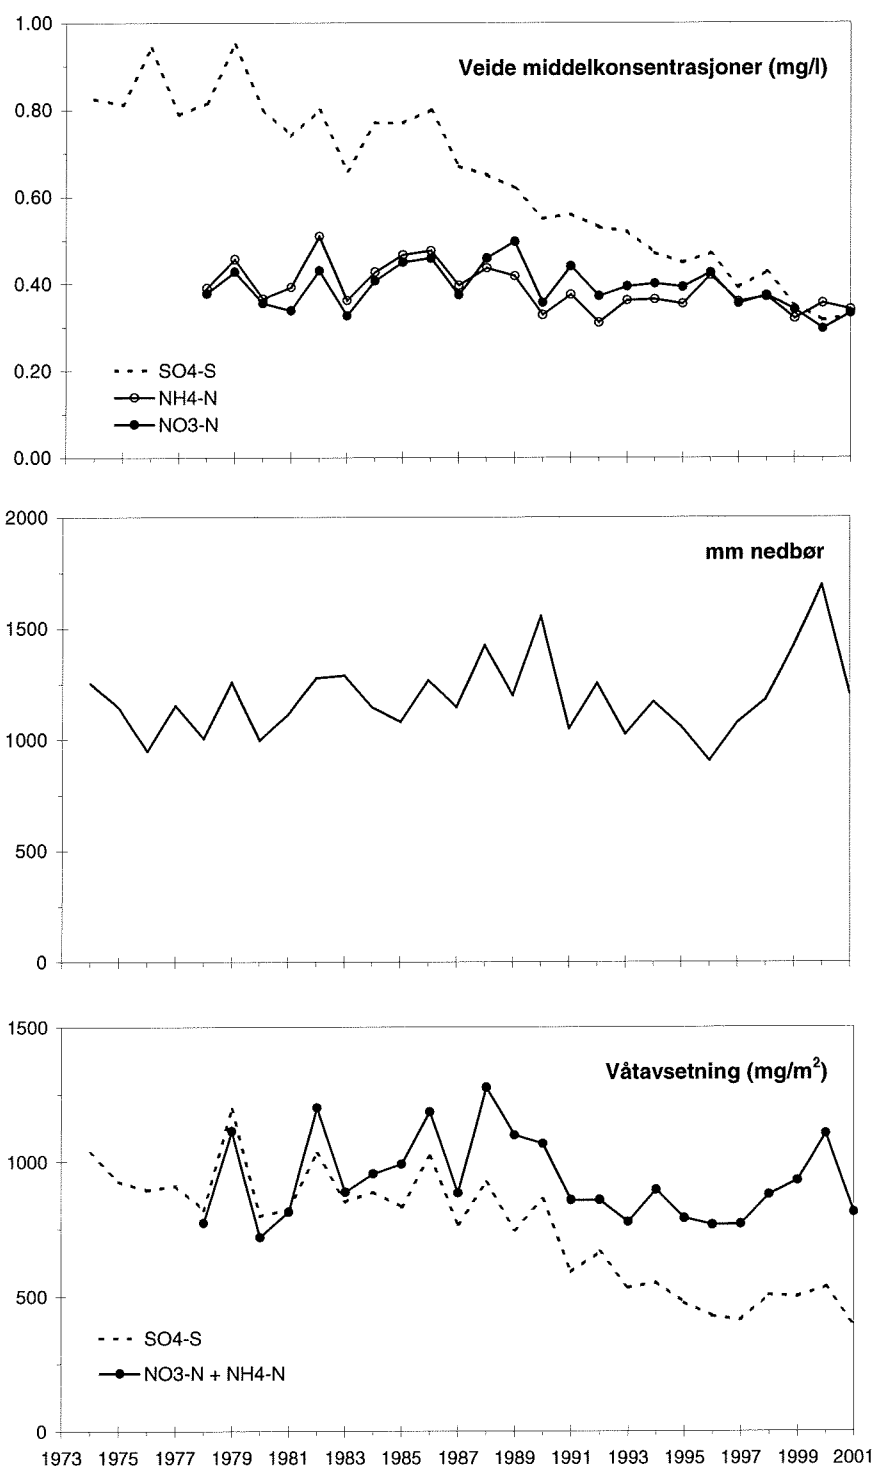 1.00
Veide middelkonsentrasjoner (mg/l)
0.80
0.60
0.40
SO4-S
0.20
NH4-N
NO3-N
0.00
2000
mm nedbør
1500
1000
500
0
1500
Våtavsetning (mg/m²)
1000
500
SO4-S
NO3-N + NH4-N
0
1973 1975 1977 1979 1981 1983 1985 1987 1989 1991 1993 1995 1997 1999 2001